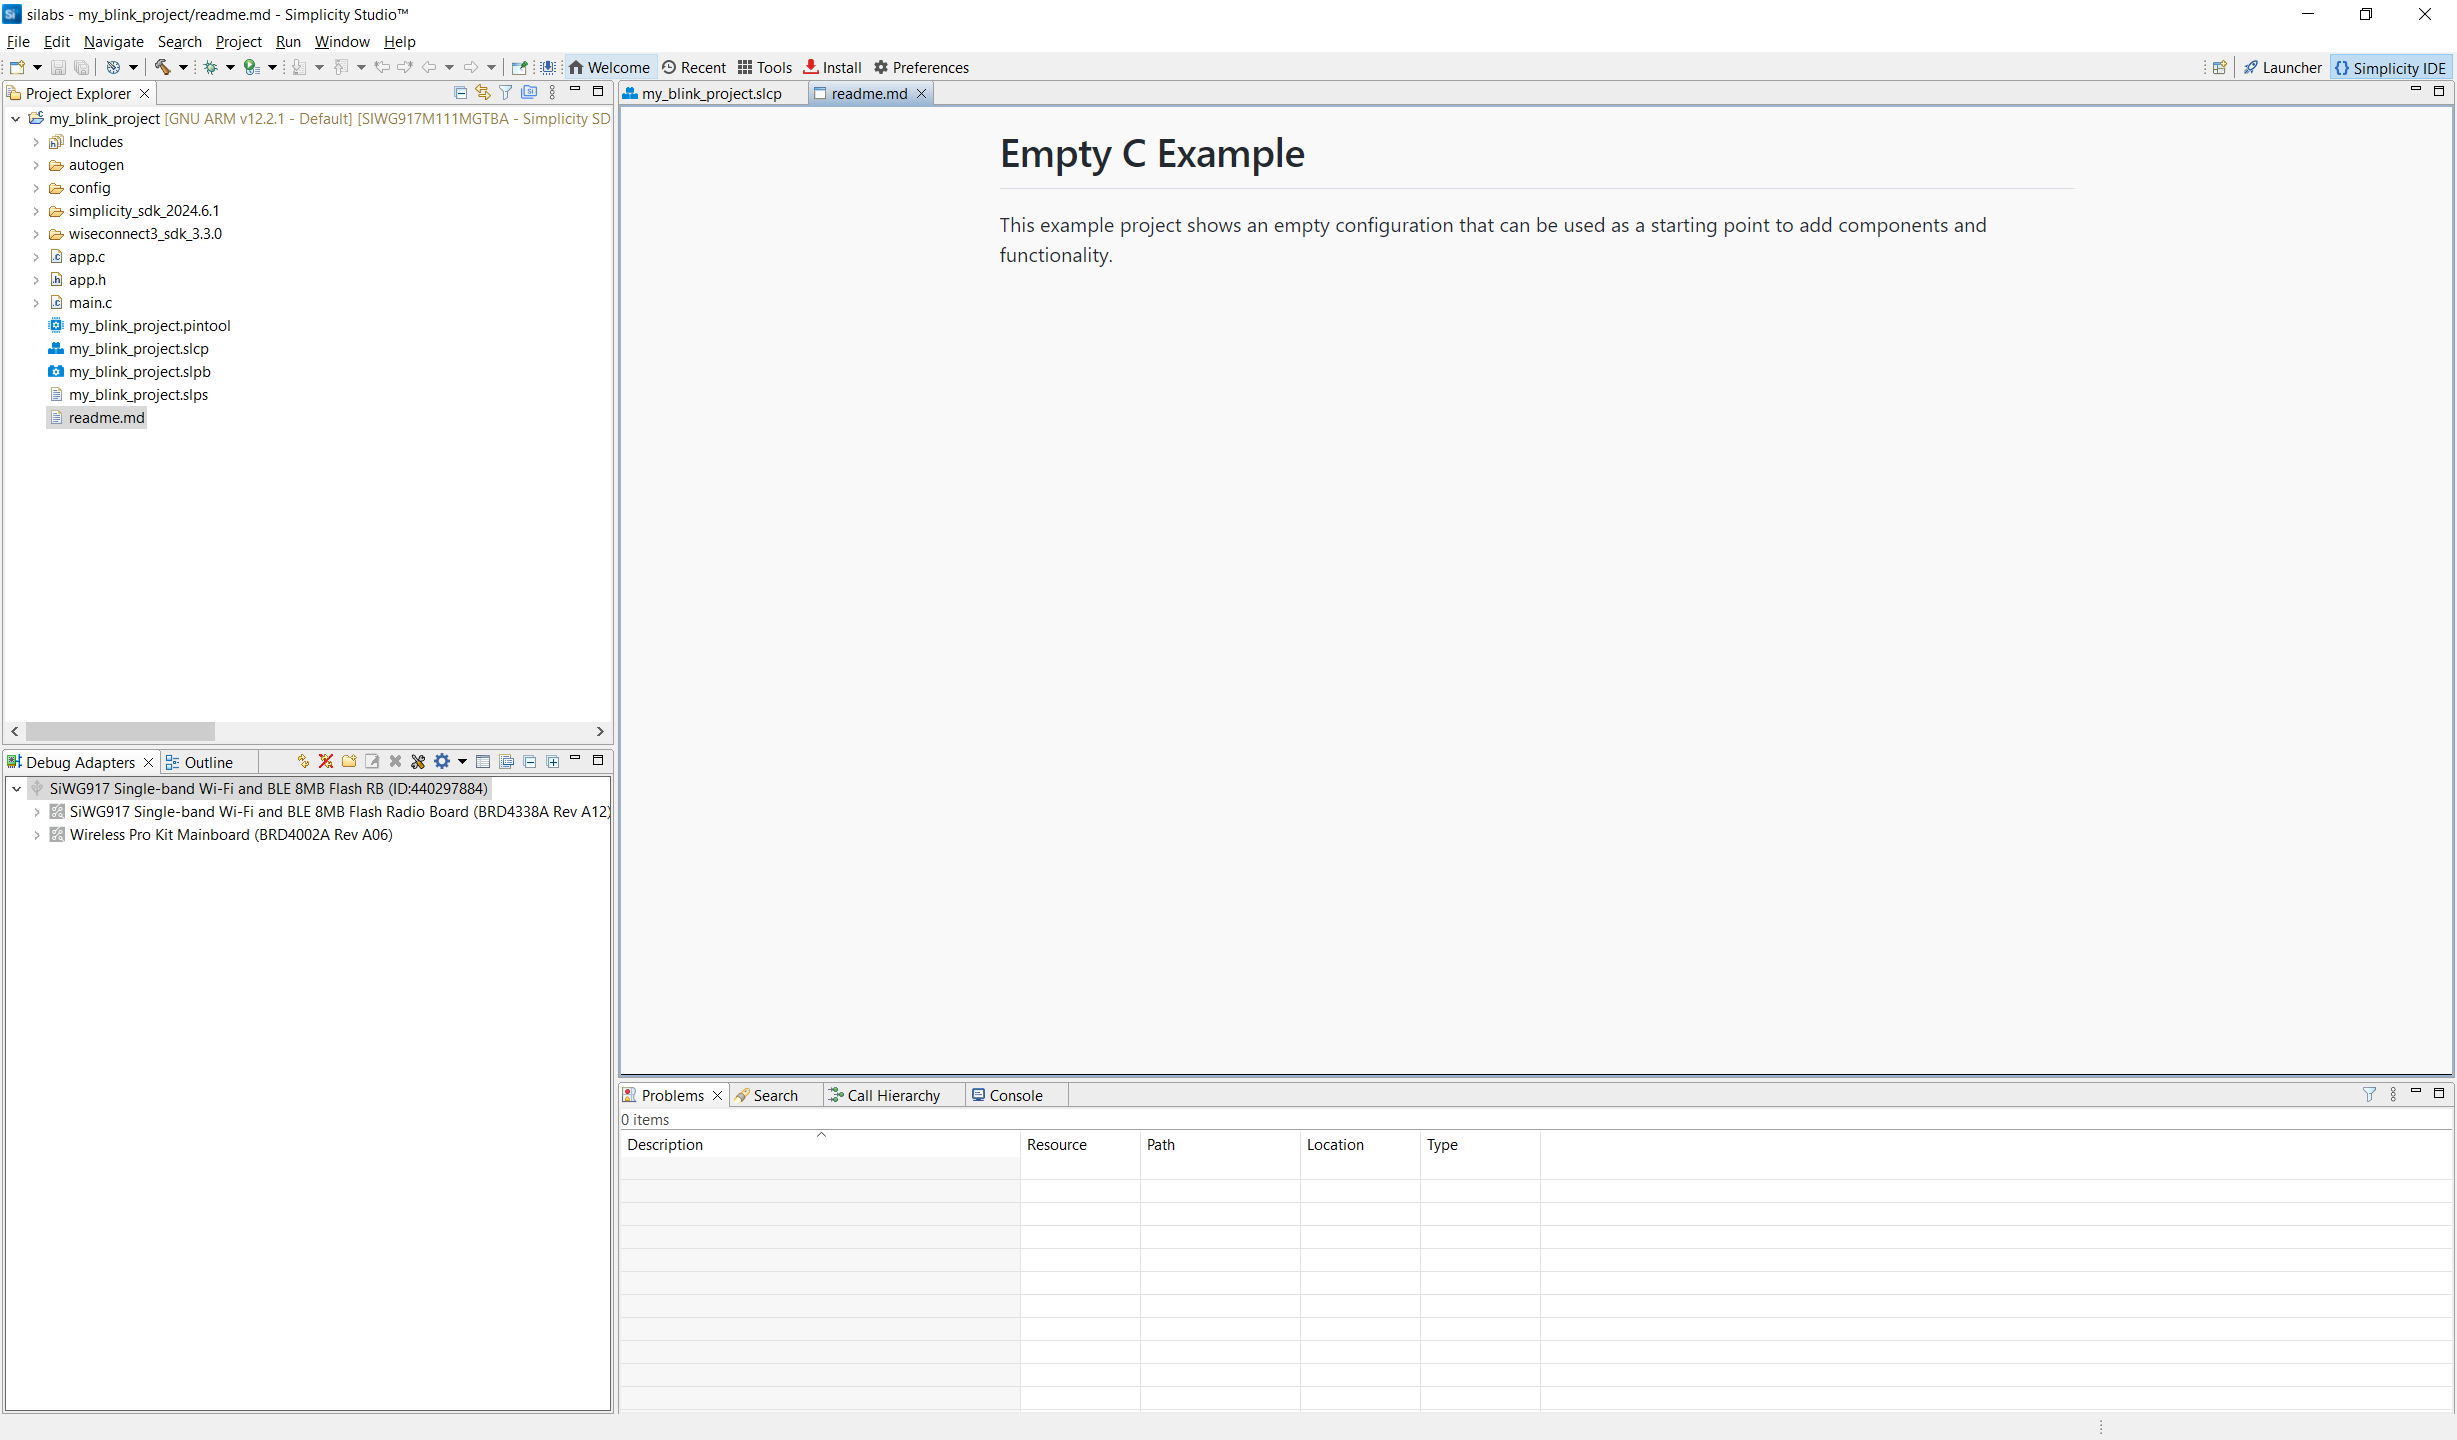 silabs - my_blink_project/readme.md - Simplicity Studio™
File Edit Navigate Search Project Run Window Help
Welcome Recent Tools Install Preferences Launcher Simplicity IDE
Project Explorer
my_blink_project [GNU ARM v12.2.1 - Default] [SIWG917M111MGTBA - Simplicity SD
Includes
autogen
config
simplicity_sdk_2024.6.1
wiseconnect3_sdk_3.3.0
app.c
app.h
main.c
my_blink_project.pintool
my_blink_project.slcp
my_blink_project.slpb
my_blink_project.slps
readme.md
Debug Adapters Outline
SiWG917 Single-band Wi-Fi and BLE 8MB Flash RB (ID:440297884)
SiWG917 Single-band Wi-Fi and BLE 8MB Flash Radio Board (BRD4338A Rev A12)
Wireless Pro Kit Mainboard (BRD4002A Rev A06)
my_blink_project.slcp readme.md
Empty C Example
This example project shows an empty configuration that can be used as a starting point to add components and
functionality.
Problems Search Call Hierarchy Console
0 items
Description Resource Path Location Type